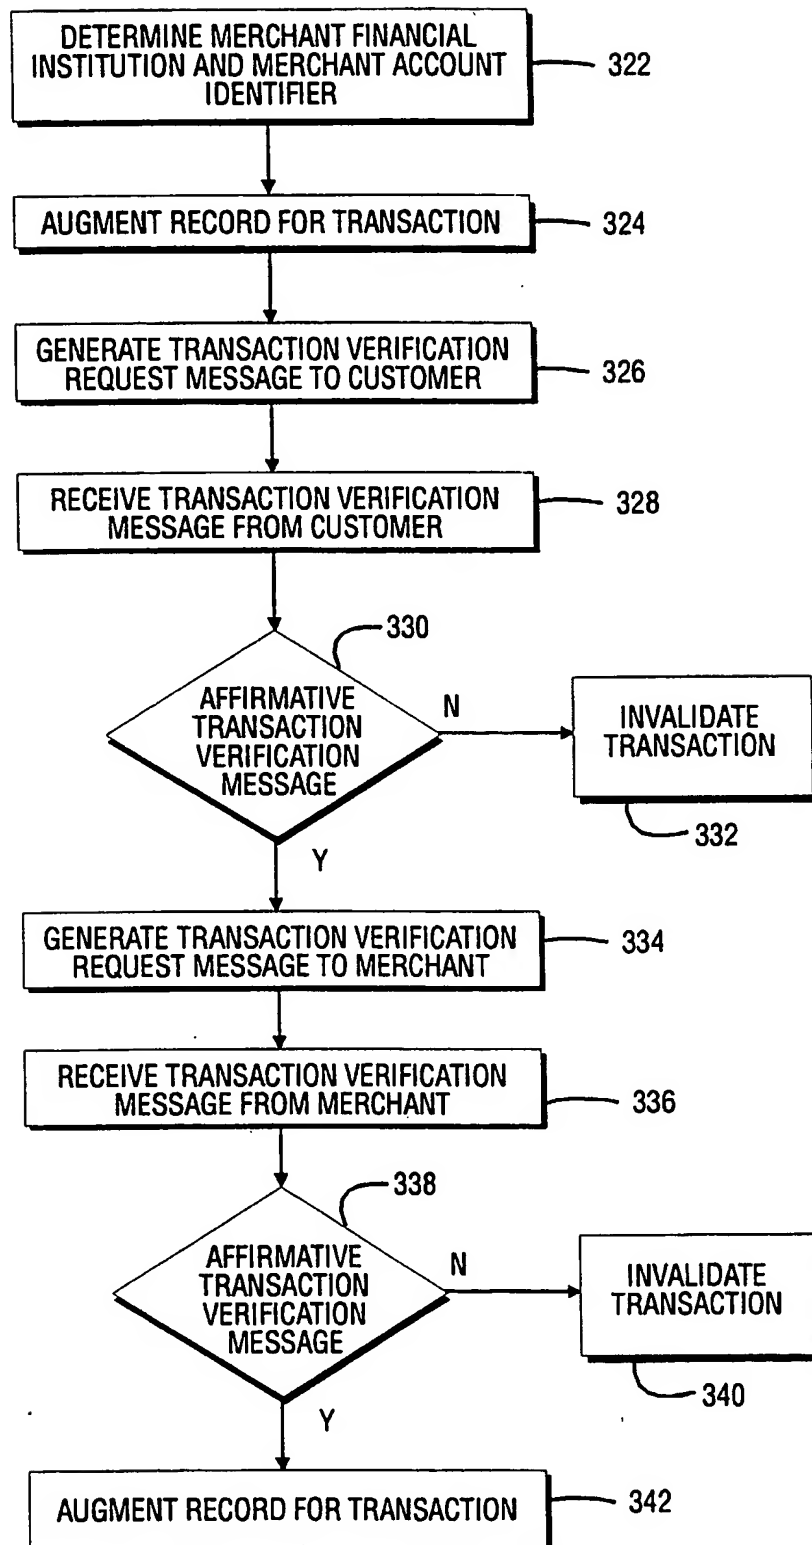 DETERMINE MERCHANT FINANCIAL
INSTITUTION AND MERCHANT ACCOUNT
IDENTIFIER
322
AUGMENT RECORD FOR TRANSACTION
324
GENERATE TRANSACTION VERIFICATION
REQUEST MESSAGE TO CUSTOMER
326
RECEIVE TRANSACTION VERIFICATION
MESSAGE FROM CUSTOMER
328
330
AFFIRMATIVE
TRANSACTION
VERIFICATION
MESSAGE
N
INVALIDATE
TRANSACTION
332
Y
GENERATE TRANSACTION VERIFICATION
REQUEST MESSAGE TO MERCHANT
334
RECEIVE TRANSACTION VERIFICATION
MESSAGE FROM MERCHANT
336
338
AFFIRMATIVE
TRANSACTION
VERIFICATION
MESSAGE
N
INVALIDATE
TRANSACTION
340
Y
AUGMENT RECORD FOR TRANSACTION
342